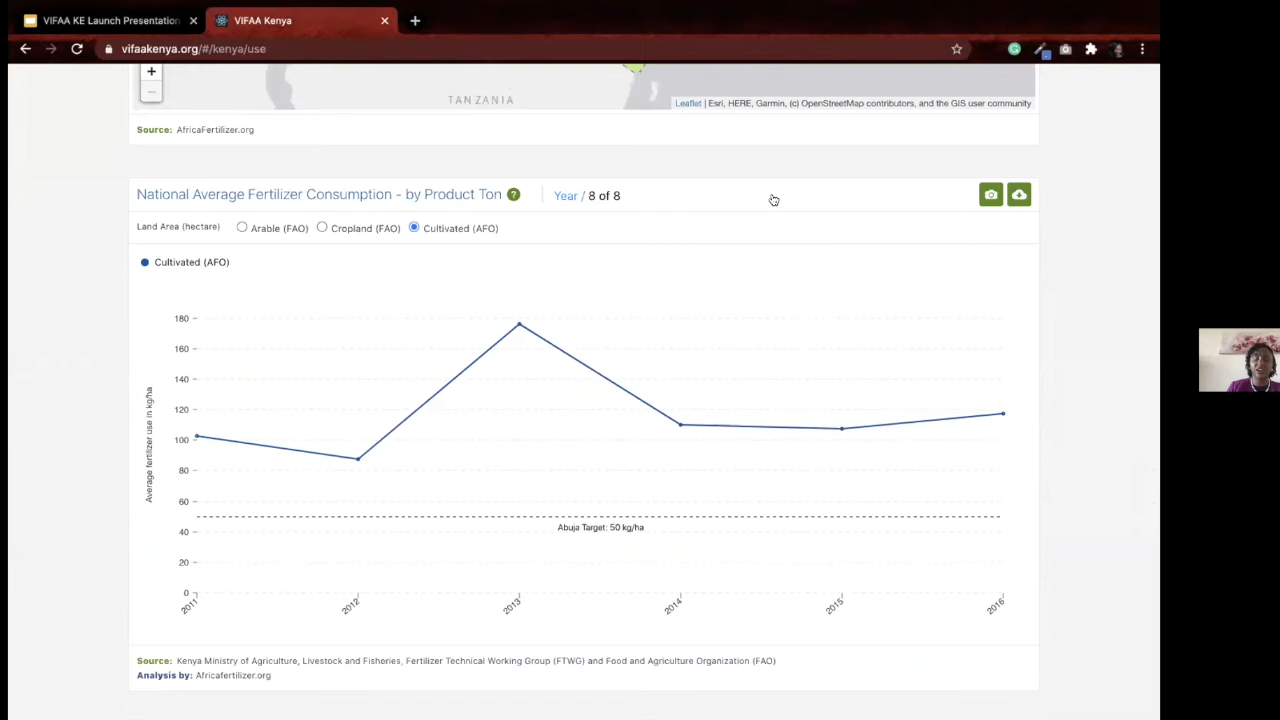 VIFAA KE Launch Presentation
VIFAA Kenya
vifaakenya.org/#/kenya/use
+
−
TANZANIA
Leaflet | Esri, HERE, Garmin, (c) OpenStreetMap contributors, and the GIS user community
Source: AfricaFertilizer.org
National Average Fertilizer Consumption - by Product Ton ? Year / 8 of 8
Land Area (hectare) Arable (FAO) Cropland (FAO) Cultivated (AFO)
Cultivated (AFO)
Average fertilizer use in kg/ha
180
160
140
120
100
80
60
40
20
0
Abuja Target: 50 kg/ha
2011 2012 2013 2014 2015 2016
Source: Kenya Ministry of Agriculture, Livestock and Fisheries, Fertilizer Technical Working Group (FTWG) and Food and Agriculture Organization (FAO)
Analysis by: Africafertilizer.org